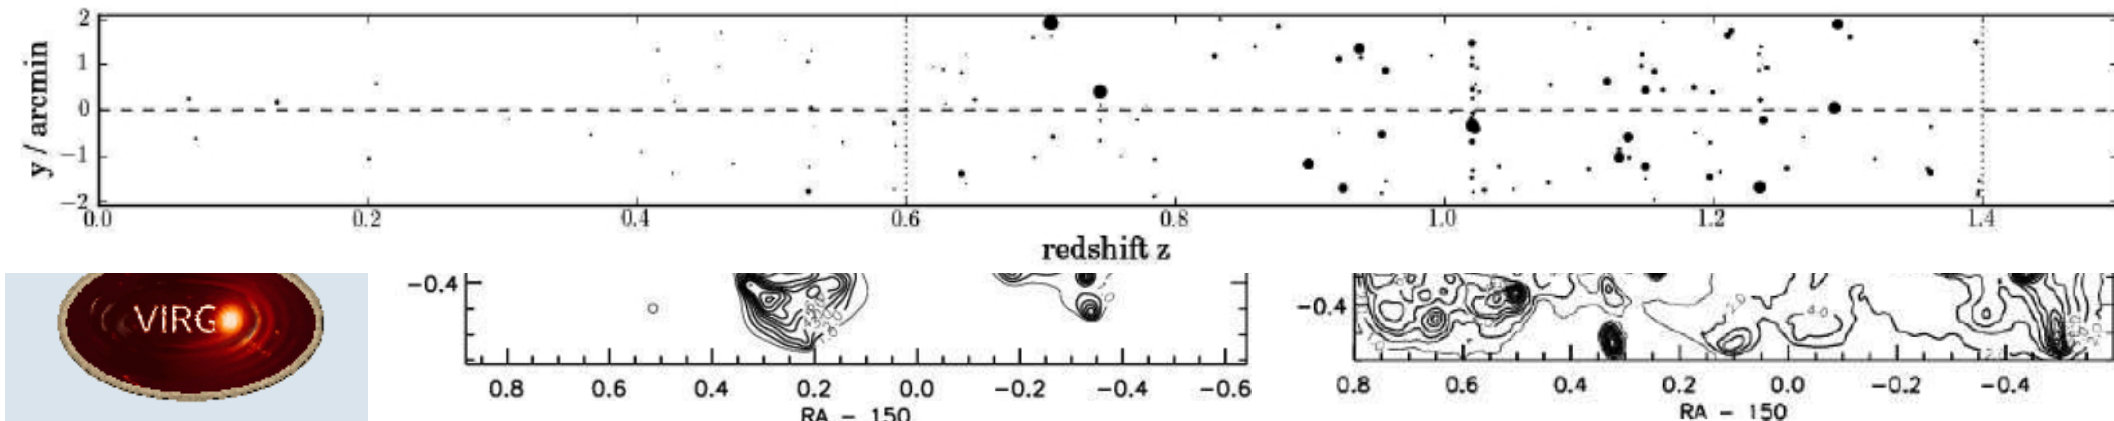 2
1
0
−1
−2
y / arcmin
0.0 0.2 0.4 0.6 0.8 1.0 1.2 1.4
redshift z
VIRG
−0.4
0.8 0.6 0.4 0.2 0.0 −0.2 −0.4 −0.6
RA − 150
−0.4
0.8 0.6 0.4 0.2 0.0 −0.2 −0.4
RA − 150